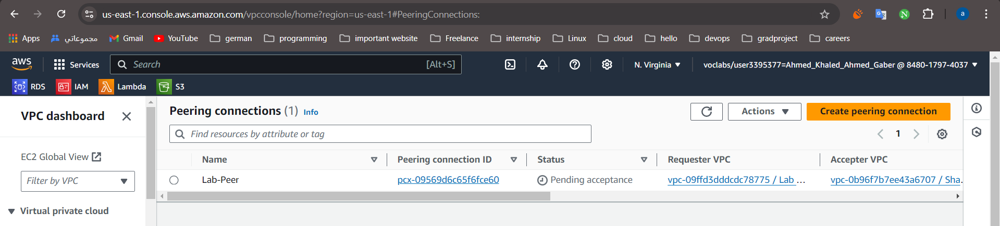 us-east-1.console.aws.amazon.com/vpcconsole/home?region=us-east-1#PeeringConnections:
a
Apps مجموعاتي Gmail YouTube german programming important website Freelance internship Linux cloud hello devops gradproject careers
aws Services Search [Alt+S] N. Virginia voclabs/user3395377=Ahmed_Khaled_Ahmed_Gaber @ 8480-1797-4037
RDS IAM Lambda S3
VPC dashboard
EC2 Global View
Filter by VPC
Virtual private cloud
Peering connections (1) Info Actions Create peering connection
Find resources by attribute or tag 1
Name Peering connection ID Status Requester VPC Accepter VPC
Lab-Peer pcx-09569d6c65f6fce60 Pending acceptance vpc-09ffd3dddcdc78775 / Lab ... vpc-0b96f7b7ee43a6707 / Sha.